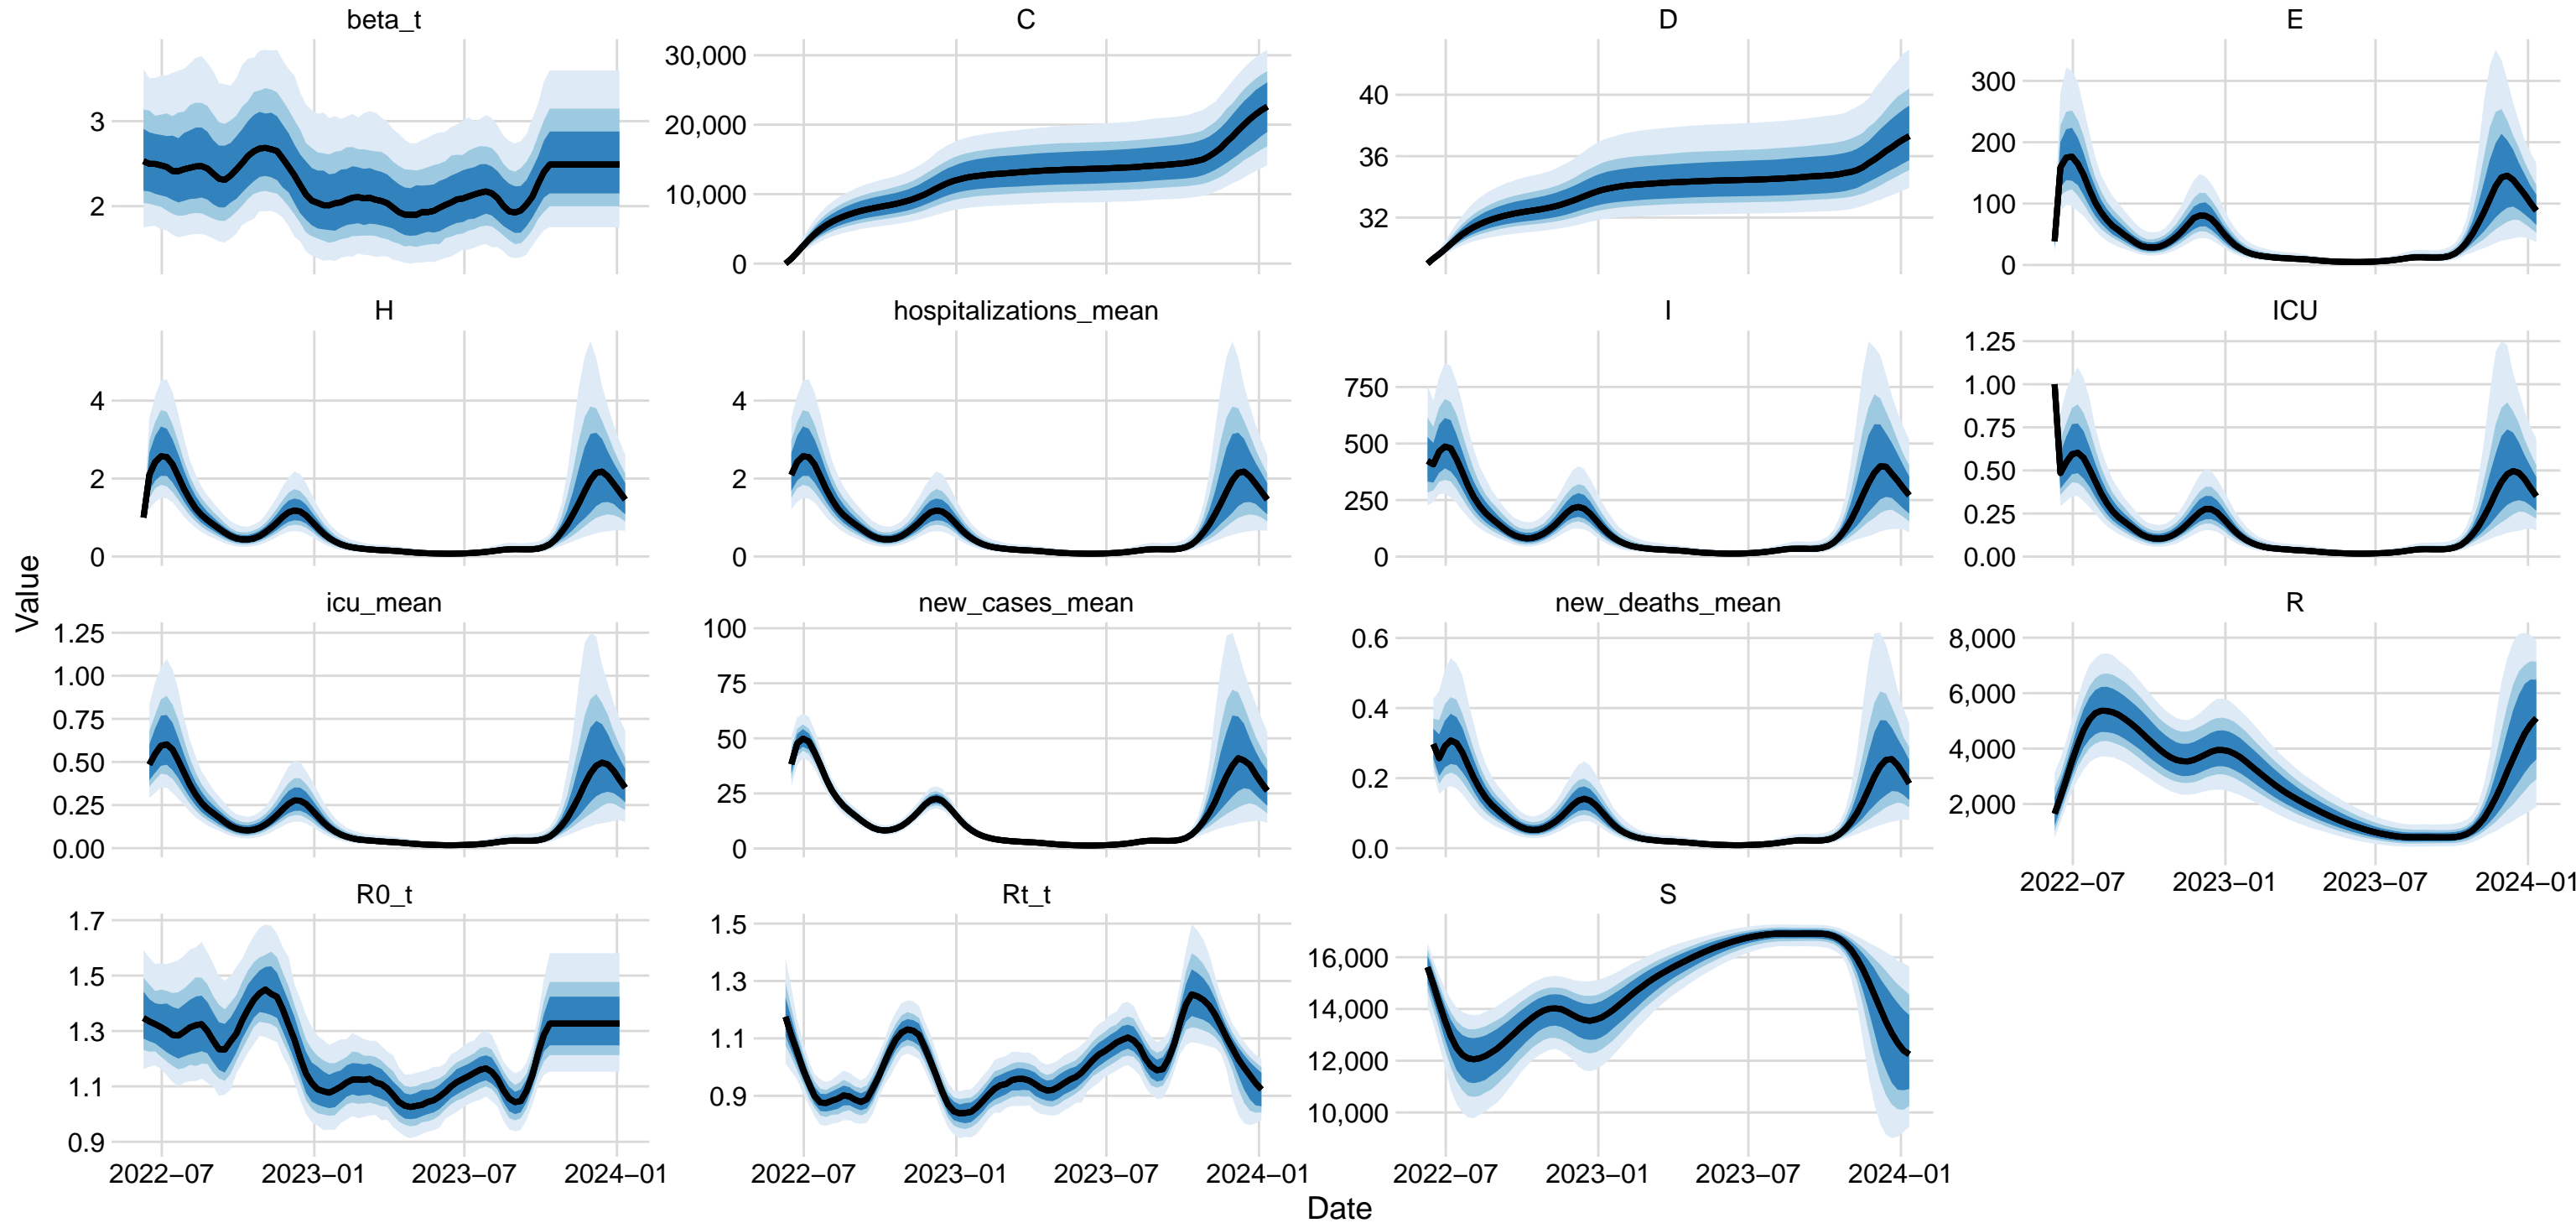 beta_t
C
D
E
3
2
30,000
20,000
10,000
0
40
36
32
300
200
100
0
H
hospitalizations_mean
I
ICU
4
2
0
4
2
0
750
500
250
0
1.25
1.00
0.75
0.50
0.25
0.00
Value
icu_mean
new_cases_mean
new_deaths_mean
R
1.25
1.00
0.75
0.50
0.25
0.00
100
75
50
25
0
0.6
0.4
0.2
0.0
8,000
6,000
4,000
2,000
2022−07 2023−01 2023−07 2024−01
R0_t
Rt_t
S
1.7
1.5
1.3
1.1
0.9
1.5
1.3
1.1
0.9
16,000
14,000
12,000
10,000
2022−07 2023−01 2023−07 2024−01
2022−07 2023−01 2023−07 2024−01
2022−07 2023−01 2023−07 2024−01
Date